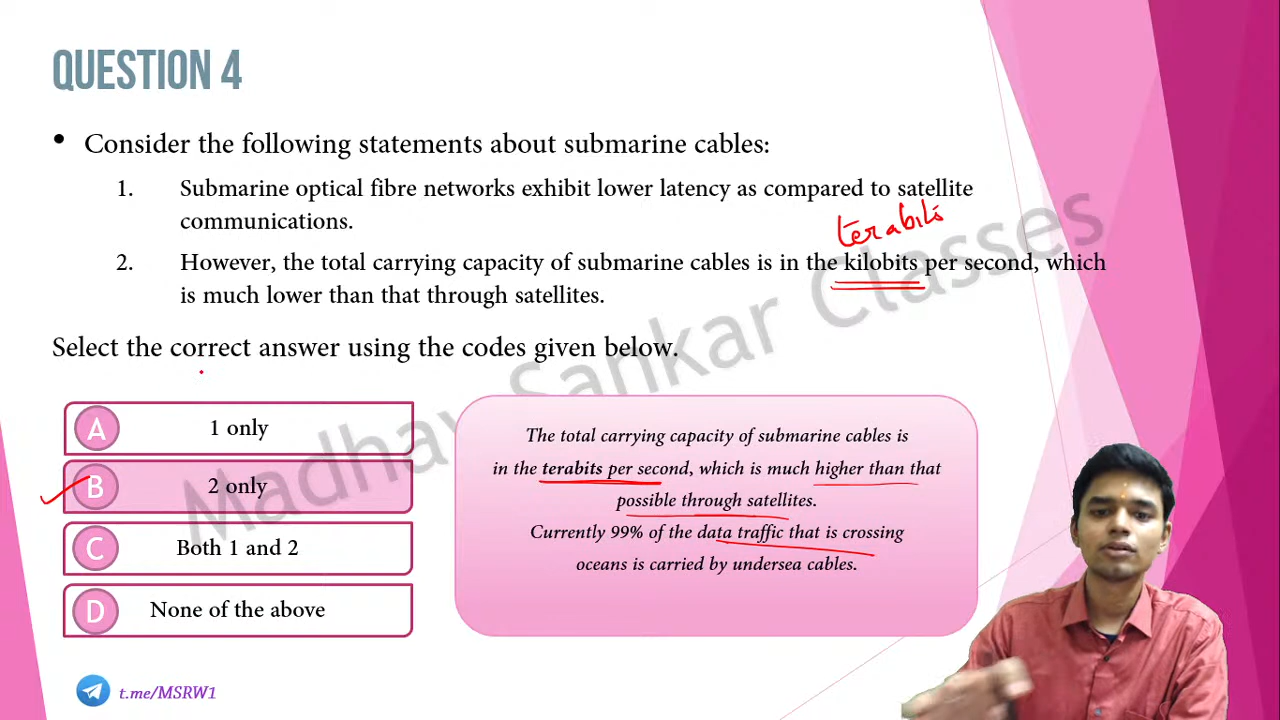 QUESTION 4
• Consider the following statements about submarine cables:
1. Submarine optical fibre networks exhibit lower latency as compared to satellite
communications.
terabits
2. However, the total carrying capacity of submarine cables is in the kilobits per second, which
is much lower than that through satellites.
Select the correct answer using the codes given below.
A 1 only
B 2 only
C Both 1 and 2
D None of the above
The total carrying capacity of submarine cables is
in the terabits per second, which is much higher than that
possible through satellites.
Currently 99% of the data traffic that is crossing
oceans is carried by undersea cables.
Madhav Sankar Classes
t.me/MSRW1